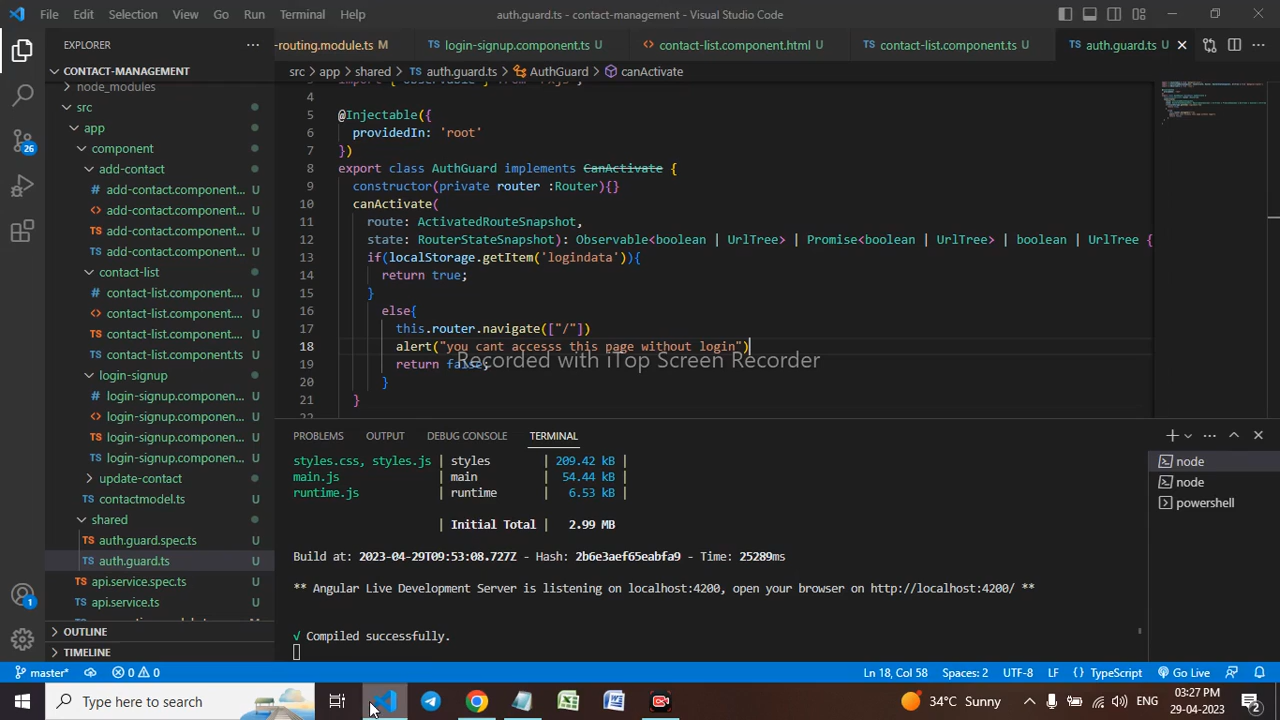 File Edit Selection View Go Run Terminal Help
auth.guard.ts - contact-management - Visual Studio Code
EXPLORER
CONTACT-MANAGEMENT
node_modules
src
app
component
add-contact
add-contact.component... U
add-contact.component... U
add-contact.component... U
add-contact.component... U
contact-list
contact-list.component.... U
contact-list.component.... U
contact-list.component.... U
contact-list.component.ts U
login-signup
login-signup.componen... U
login-signup.componen... U
login-signup.componen... U
login-signup.componen... U
update-contact
contactmodel.ts U
shared
auth.guard.spec.ts U
auth.guard.ts U
api.service.spec.ts U
api.service.ts U
OUTLINE
TIMELINE
26
1
-routing.module.ts M login-signup.component.ts U contact-list.component.html U contact-list.component.ts U auth.guard.ts U
src > app > shared > auth.guard.ts > AuthGuard > canActivate
4
5 @Injectable({
6 providedIn: 'root'
7 })
8 export class AuthGuard implements CanActivate {
9 constructor(private router :Router){}
10 canActivate(
11 route: ActivatedRouteSnapshot,
12 state: RouterStateSnapshot): Observable<boolean | UrlTree> | Promise<boolean | UrlTree> | boolean | UrlTree {
13 if(localStorage.getItem('logindata')){
14 return true;
15 }
16 else{
17 this.router.navigate(["/"])
18 alert("you cant accesss this page without login")
Recorded with iTop Screen Recorder
19 return false;
20 }
21 }
22
PROBLEMS OUTPUT DEBUG CONSOLE TERMINAL
styles.css, styles.js | styles | 209.42 kB |
main.js | main | 54.44 kB |
runtime.js | runtime | 6.53 kB |
| Initial Total | 2.99 MB
Build at: 2023-04-29T09:53:08.727Z - Hash: 2b6e3aef65eabfa9 - Time: 25289ms
** Angular Live Development Server is listening on localhost:4200, open your browser on http://localhost:4200/ **
√ Compiled successfully.
node
node
powershell
master* 0 0 Ln 18, Col 58 Spaces: 2 UTF-8 LF {} TypeScript Go Live
Type here to search
34°C Sunny
ENG
03:27 PM
29-04-2023
2